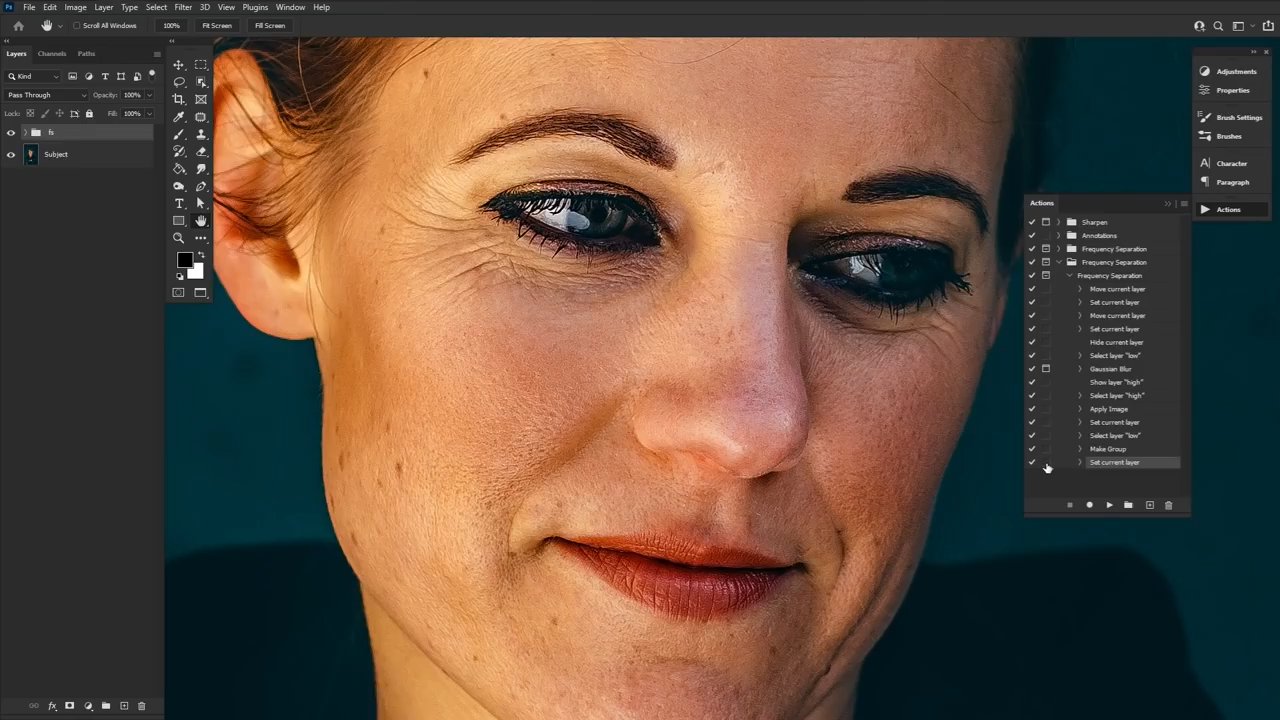 Ps File Edit Image Layer Type Select Filter 3D View Plugins Window Help
Scroll All Windows 100% Fit Screen Fill Screen
Layers Channels Paths
Kind
Pass Through Opacity: 100%
Lock: Fill: 100%
fs
Subject
fx
Adjustments
Properties
Brush Settings
Brushes
Character
Paragraph
Actions
Actions
Sharpen
Annotations
Frequency Separation
Frequency Separation
Frequency Separation
Move current layer
Set current layer
Move current layer
Set current layer
Hide current layer
Select layer "low"
Gaussian Blur
Show layer "high"
Select layer "high"
Apply Image
Set current layer
Select layer "low"
Make Group
Set current layer